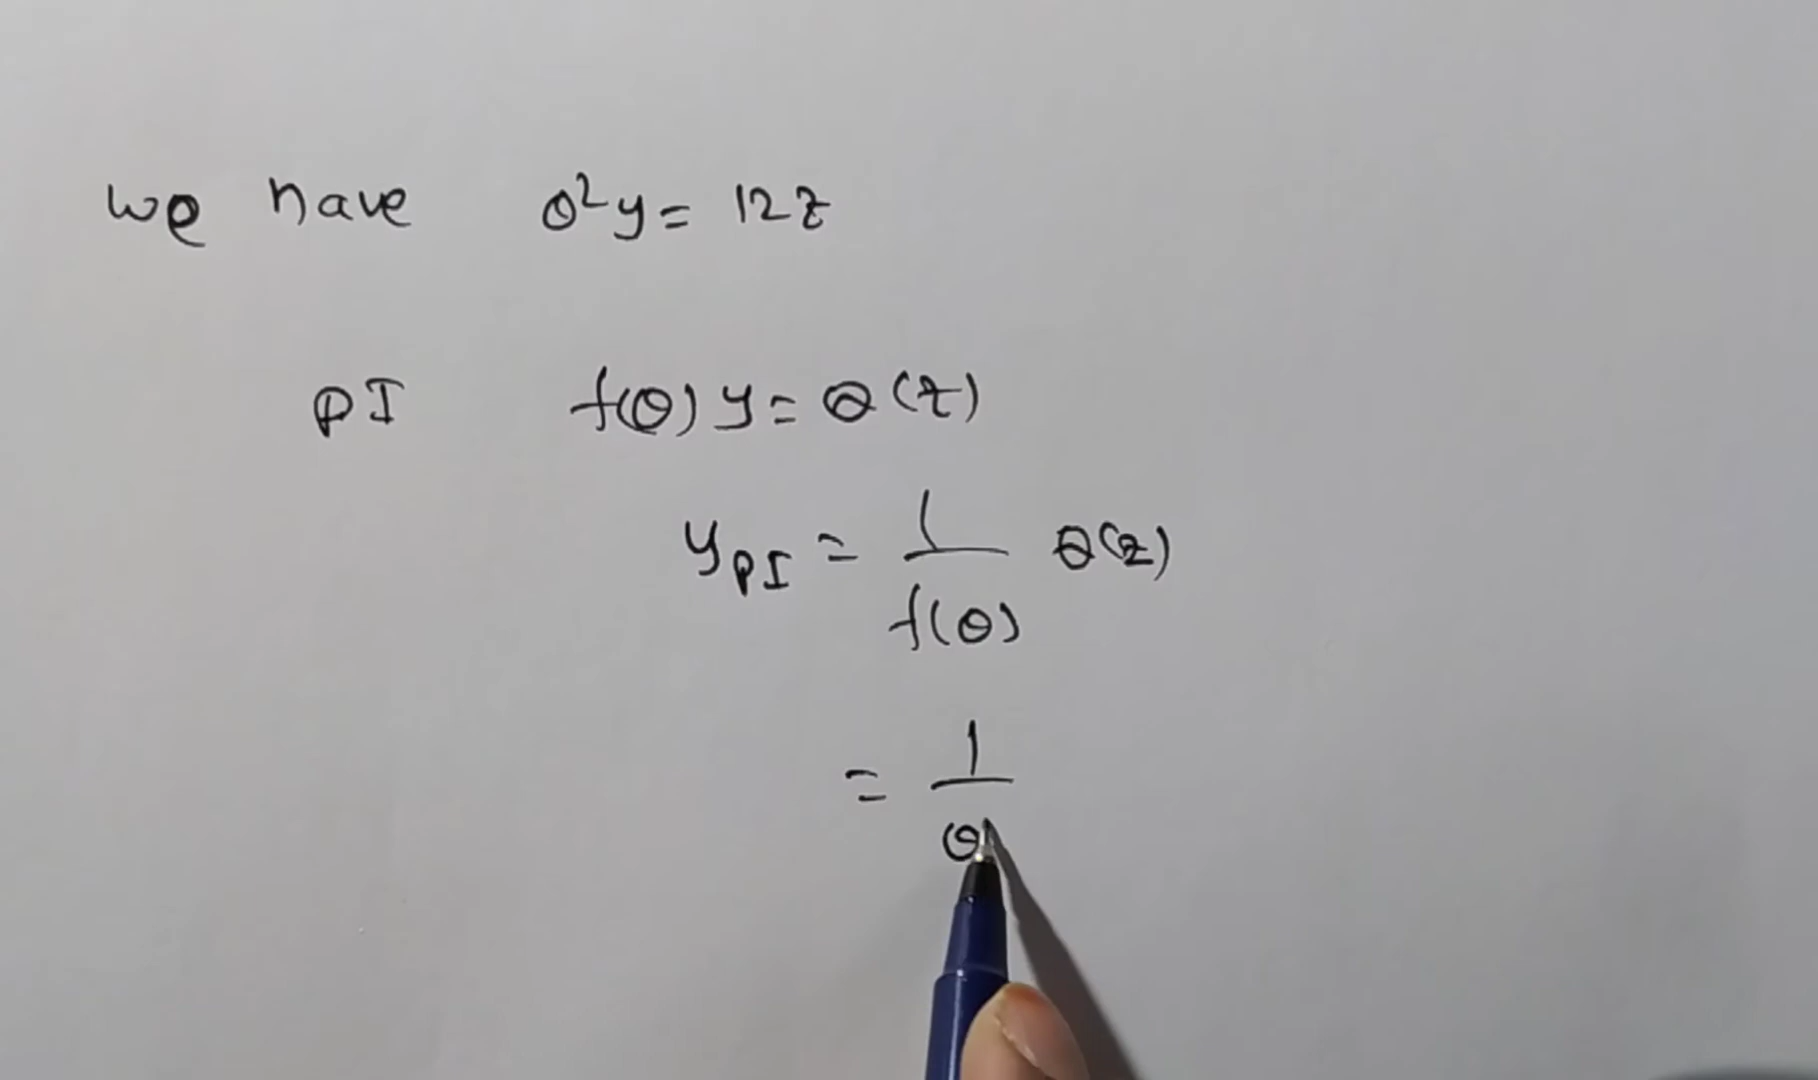 we have θ²y = 12z
PI f(θ) y = Q(z)
y_PI = 1/f(θ) Q(z)
= 1/θ